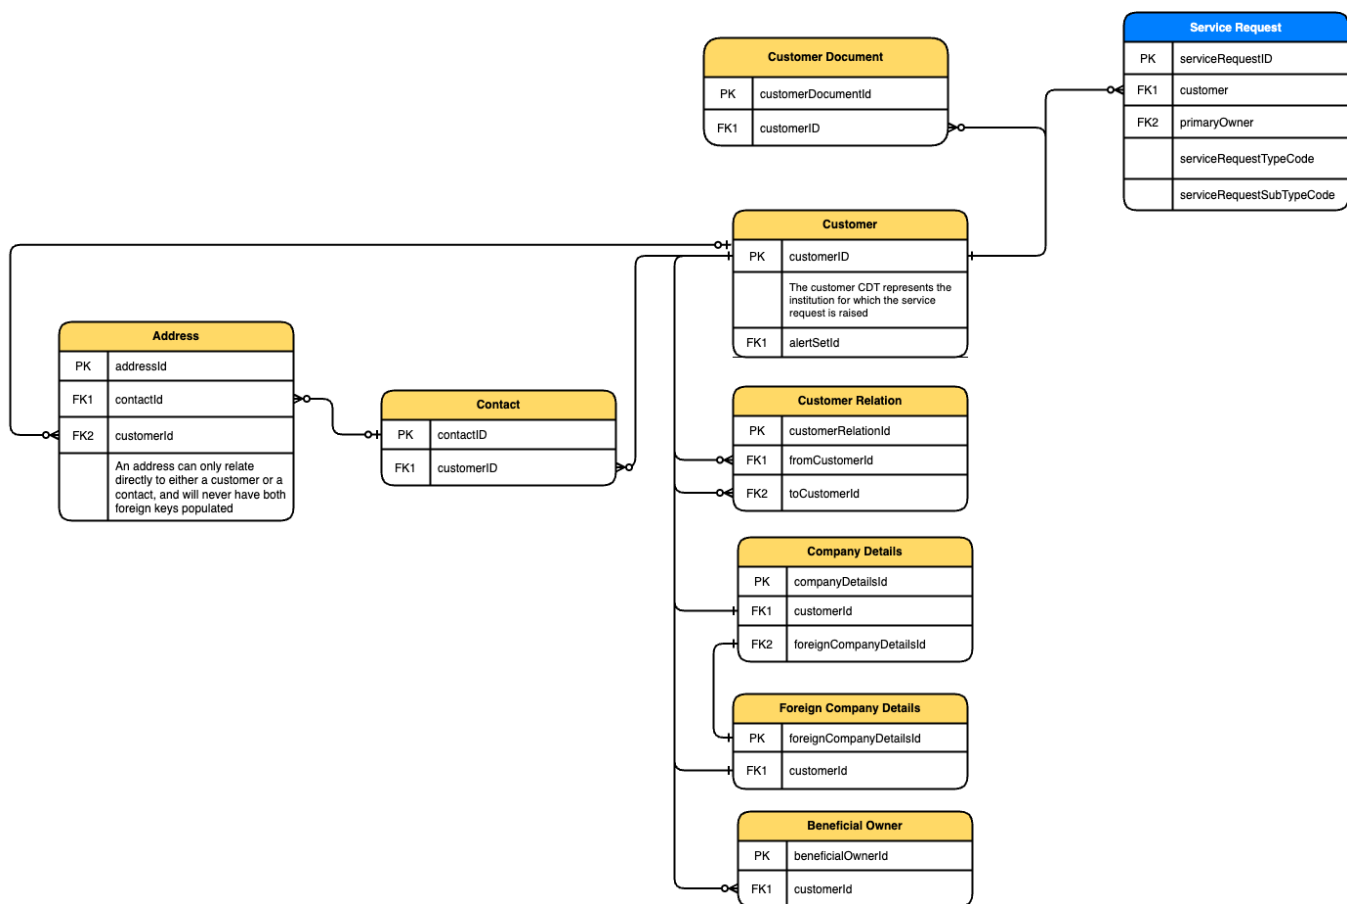 Service Request
PK serviceRequestID
FK1 customer
FK2 primaryOwner
serviceRequestTypeCode
serviceRequestSubTypeCode
Customer Document
PK customerDocumentId
FK1 customerID
Customer
PK customerID
The customer CDT represents the
institution for which the service
request is raised
FK1 alertSetId
Address
PK addressId
FK1 contactId
FK2 customerId
An address can only relate
directly to either a customer or a
contact, and will never have both
foreign keys populated
Contact
PK contactID
FK1 customerID
Customer Relation
PK customerRelationId
FK1 fromCustomerId
FK2 toCustomerId
Company Details
PK companyDetailsId
FK1 customerId
FK2 foreignCompanyDetailsId
Foreign Company Details
PK foreignCompanyDetailsId
FK1 customerId
Beneficial Owner
PK beneficialOwnerId
FK1 customerId